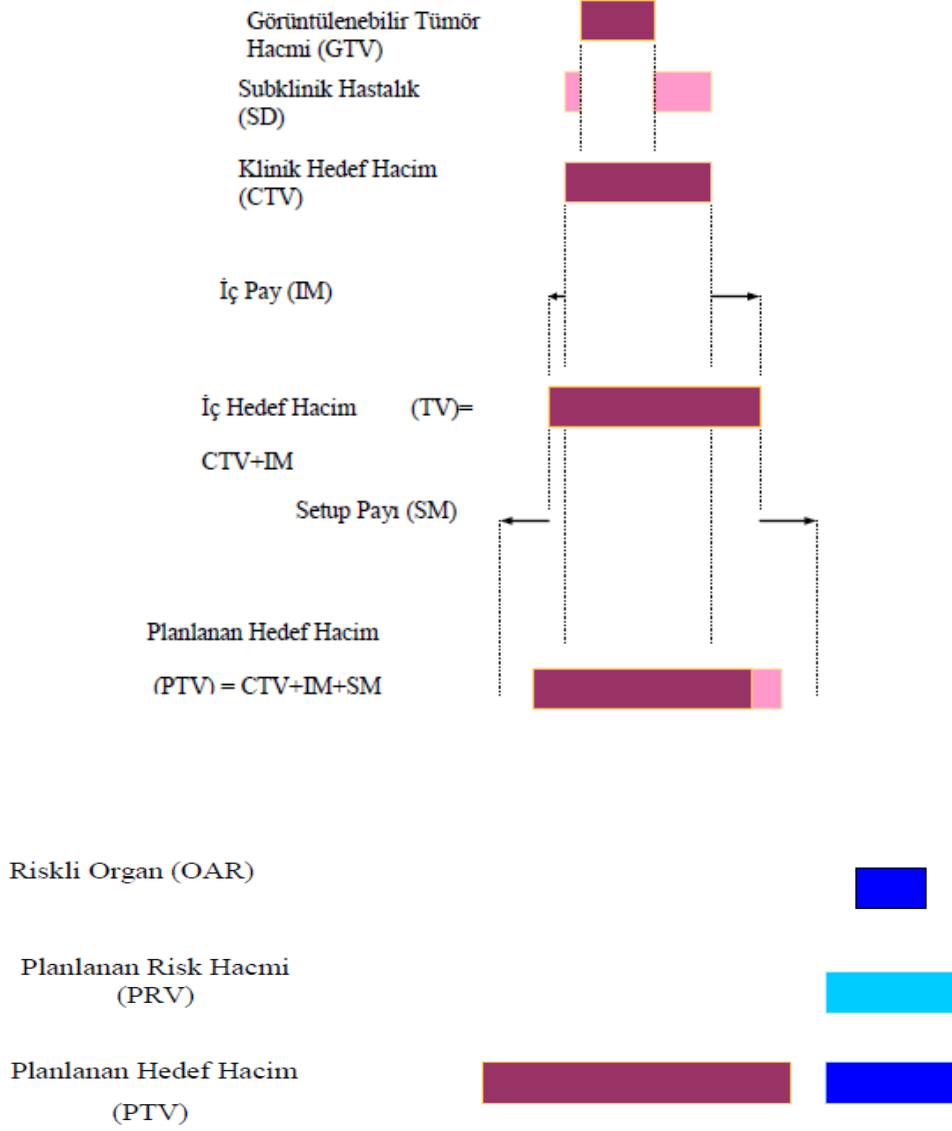 Görüntülenebilir Tümör
Hacmi (GTV)
Subklinik Hastalık
(SD)
Klinik Hedef Hacim
(CTV)
İç Pay (IM)
İç Hedef Hacim (TV)=
CTV+IM
Setup Payı (SM)
Planlanan Hedef Hacim
(PTV) = CTV+IM+SM
Riskli Organ (OAR)
Planlanan Risk Hacmi
(PRV)
Planlanan Hedef Hacim
(PTV)